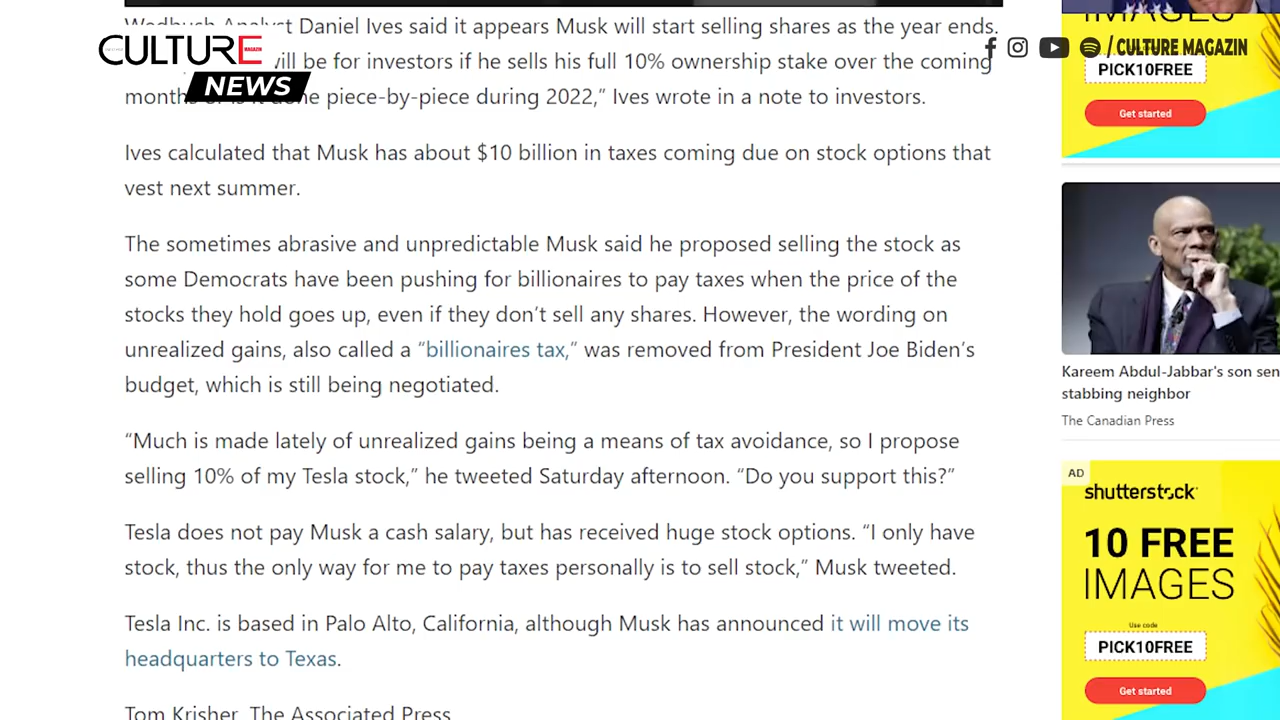 Daniel Ives said it appears Musk will start selling shares as the year ends.
CULTURE
MAGAZIN
NEWS
will be for investors if he sells his full 10% ownership stake over the coming
/ CULTURE MAGAZIN
piece-by-piece during 2022,” Ives wrote in a note to investors.
Ives calculated that Musk has about $10 billion in taxes coming due on stock options that
vest next summer.
The sometimes abrasive and unpredictable Musk said he proposed selling the stock as
some Democrats have been pushing for billionaires to pay taxes when the price of the
stocks they hold goes up, even if they don’t sell any shares. However, the wording on
unrealized gains, also called a “billionaires tax,” was removed from President Joe Biden’s
budget, which is still being negotiated.
“Much is made lately of unrealized gains being a means of tax avoidance, so I propose
selling 10% of my Tesla stock,” he tweeted Saturday afternoon. “Do you support this?”
Tesla does not pay Musk a cash salary, but has received huge stock options. “I only have
stock, thus the only way for me to pay taxes personally is to sell stock,” Musk tweeted.
Tesla Inc. is based in Palo Alto, California, although Musk has announced it will move its
headquarters to Texas.
Tom Krisher, The Associated Press
IMAGES
PICK10FREE
Get started
Kareem Abdul-Jabbar's son sen
stabbing neighbor
The Canadian Press
AD
shutterstock
10 FREE
IMAGES
Use code
PICK10FREE
Get started